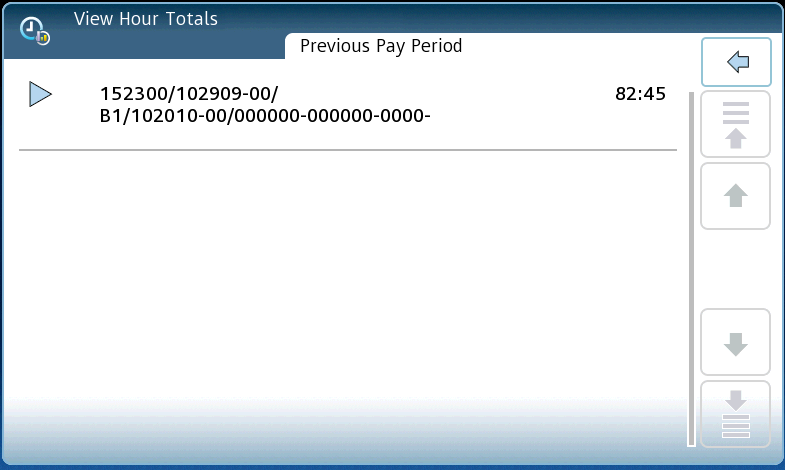 View Hour Totals
Previous Pay Period
152300/102909-00/ 82:45
B1/102010-00/000000-000000-0000-